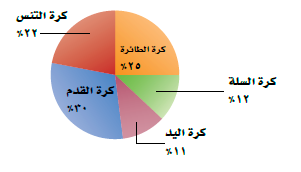 كرة التنس
٢٢٪
كرة الطائرة
٢٥٪
كرة السلة
١٢٪
كرة القدم
٣٠٪
كرة اليد
١١٪